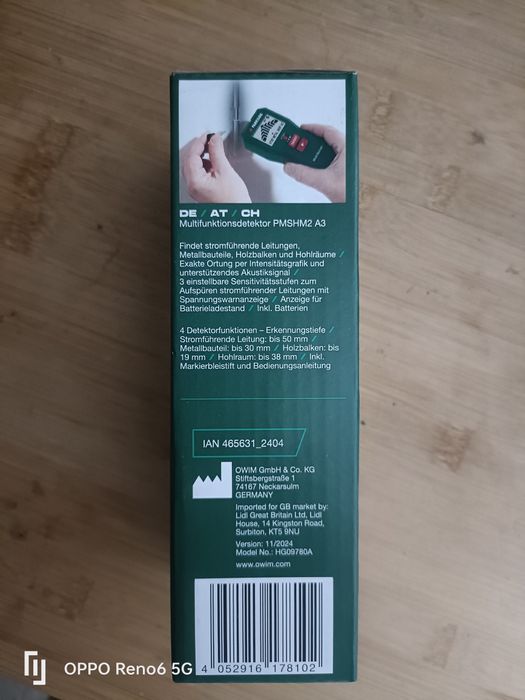 DE / AT / CH
Multifunktionsdetektor PMSHM2 A3
Findet stromführende Leitungen,
Metallbauteile, Holzbalken und Hohlräume /
Exakte Ortung per Intensitätsgrafik und
unterstützendes Akustiksignal /
3 einstellbare Sensitivitätsstufen zum
Aufspüren stromführender Leitungen mit
Spannungswarnanzeige / Anzeige für
Batterieladestand / Inkl. Batterien
4 Detektorfunktionen – Erkennungstiefe /
Stromführende Leitung: bis 50 mm /
Metallbauteil: bis 30 mm / Holzbalken: bis
19 mm / Hohlraum: bis 38 mm / Inkl.
Markierbleistift und Bedienungsanleitung
IAN 465631_2404
OWIM GmbH & Co. KG
Stiftsbergstraße 1
74167 Neckarsulm
GERMANY
Imported for GB market by:
Lidl Great Britain Ltd, Lidl
House, 14 Kingston Road,
Surbiton, KT5 9NU
Version: 11/2024
Model No.: HG09780A
www.owim.com
4 052916 178102
OPPO Reno6 5G